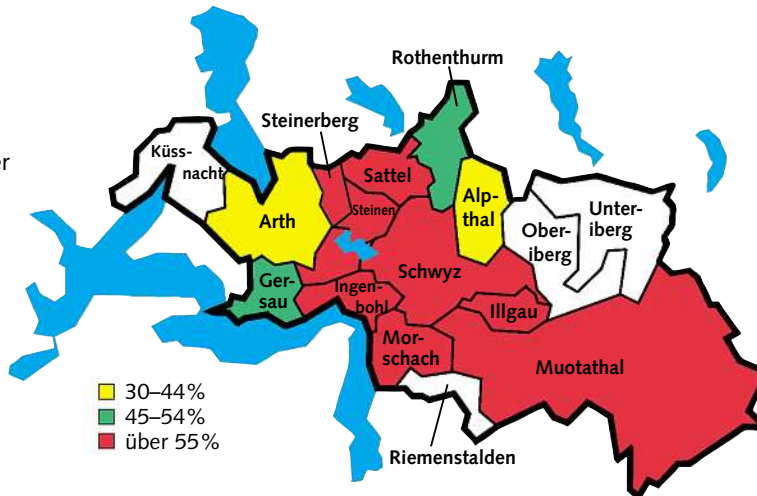 Rothenthurm
Steinerberg
er
Küss-
nacht
Sattel
Steinen
Alp-
thal
Arth
Unter-
iberg
Ober-
iberg
Schwyz
Ger-
sau
Ingen-
bohl
Illgau
Mor-
schach
Muotathal
Riemenstalden
30–44%
45–54%
über 55%